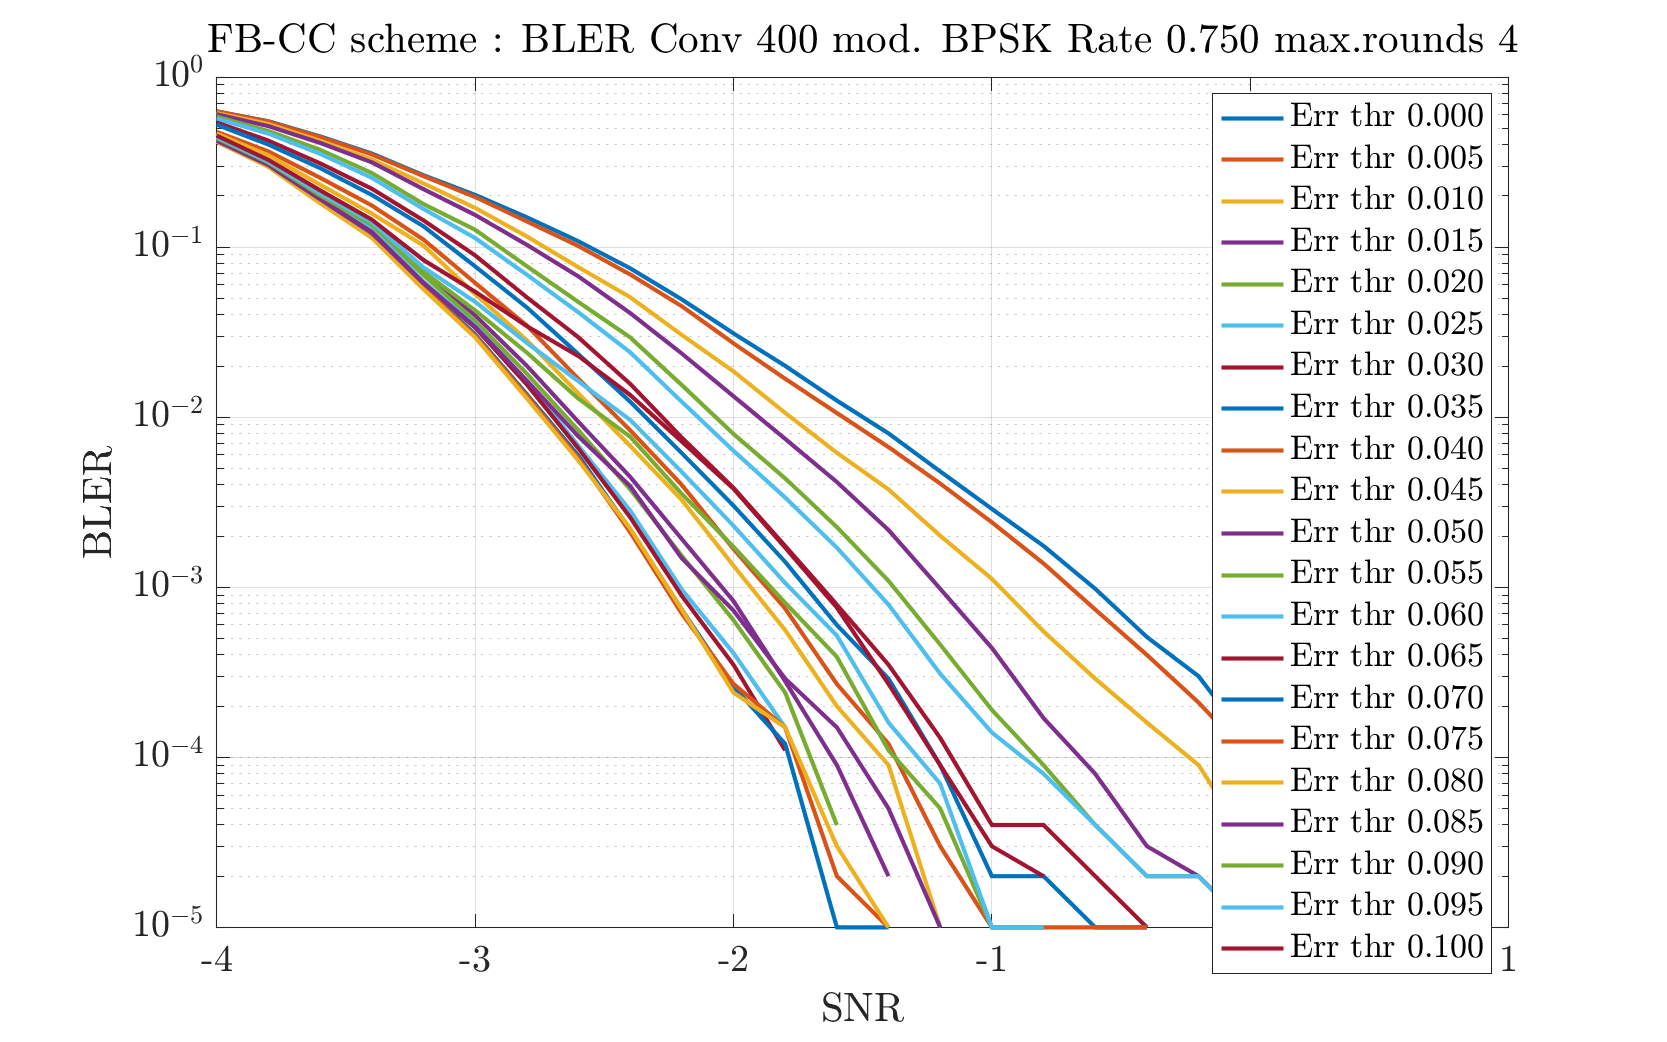 FB-CC scheme : BLER Conv 400 mod. BPSK Rate 0.750 max.rounds 4
10^0
10^-1
10^-2
10^-3
10^-4
10^-5
BLER
-4
-3
-2
-1
1
SNR
Err thr 0.000
Err thr 0.005
Err thr 0.010
Err thr 0.015
Err thr 0.020
Err thr 0.025
Err thr 0.030
Err thr 0.035
Err thr 0.040
Err thr 0.045
Err thr 0.050
Err thr 0.055
Err thr 0.060
Err thr 0.065
Err thr 0.070
Err thr 0.075
Err thr 0.080
Err thr 0.085
Err thr 0.090
Err thr 0.095
Err thr 0.100